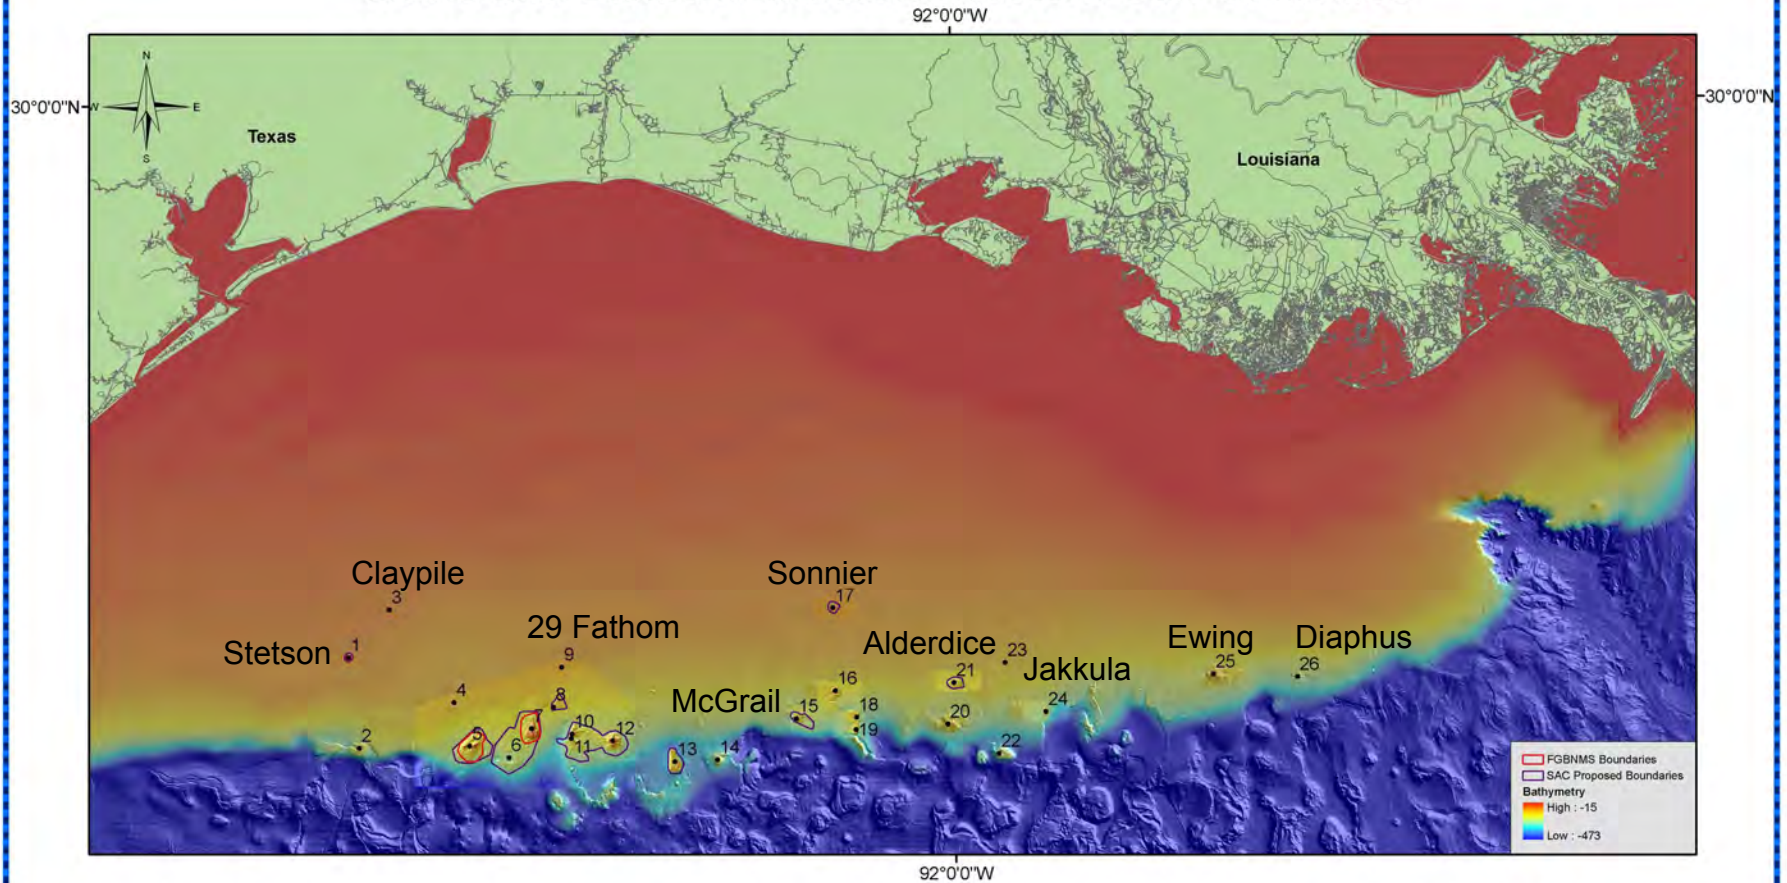 92°0'0"W
30°0'0"N
30°0'0"N
N
W
E
S
Texas
Louisiana
Claypile
3
Sonnier
17
Stetson
1
29 Fathom
9
Alderdice
21
23
Ewing
25
Diaphus
26
Jakkula
24
McGrail
15
16
18
19
20
22
4
8
7
10
12
2
5
6
11
13
14
FGBNMS Boundaries
SAC Proposed Boundaries
Bathymetry
High : -15
Low : -473
92°0'0"W